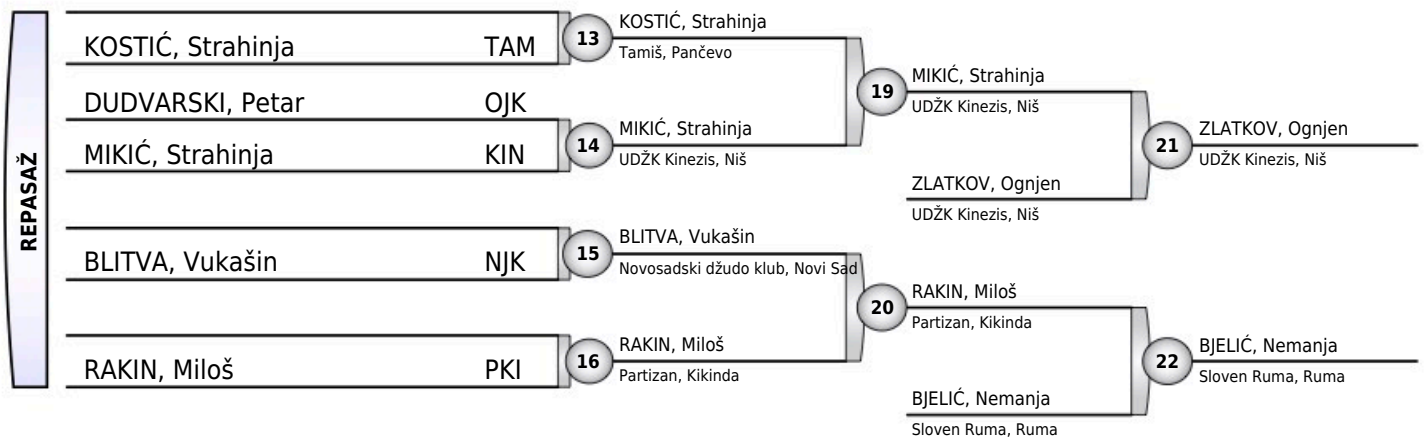 REPASAŽ
KOSTIĆ, Strahinja TAM
DUDVARSKI, Petar OJK
MIKIĆ, Strahinja KIN
BLITVA, Vukašin NJK
RAKIN, Miloš PKI
13
KOSTIĆ, Strahinja
Tamiš, Pančevo
14
MIKIĆ, Strahinja
UDŽK Kinezis, Niš
15
BLITVA, Vukašin
Novosadski džudo klub, Novi Sad
16
RAKIN, Miloš
Partizan, Kikinda
19
MIKIĆ, Strahinja
UDŽK Kinezis, Niš
ZLATKOV, Ognjen
UDŽK Kinezis, Niš
20
RAKIN, Miloš
Partizan, Kikinda
BJELIĆ, Nemanja
Sloven Ruma, Ruma
21
ZLATKOV, Ognjen
UDŽK Kinezis, Niš
22
BJELIĆ, Nemanja
Sloven Ruma, Ruma